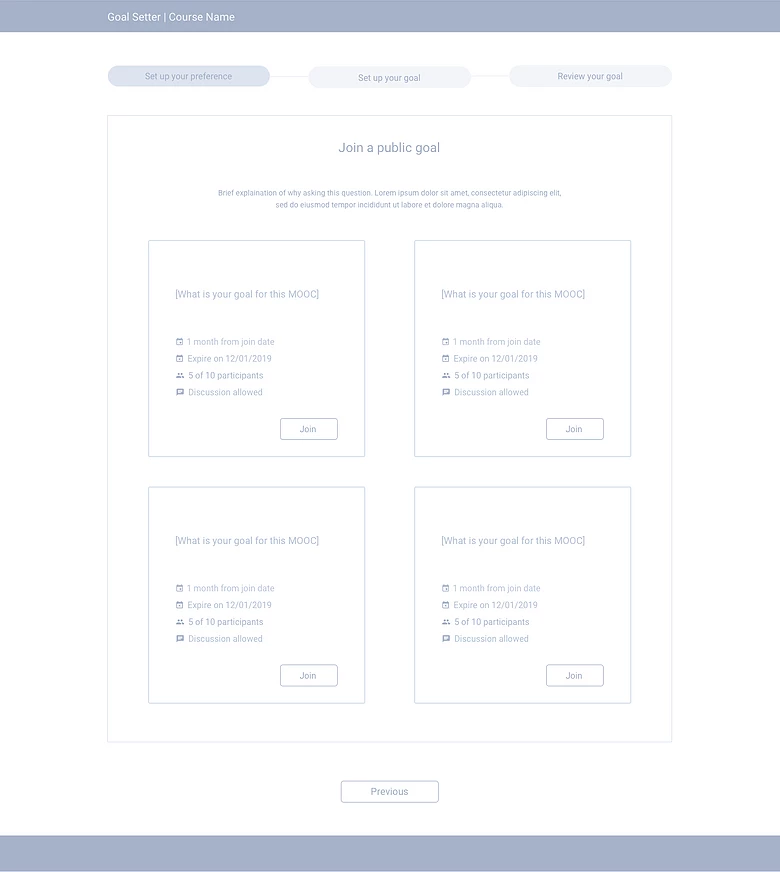 Goal Setter | Course Name
Set up your preference
Set up your goal
Review your goal
Join a public goal
Brief explaination of why asking this question. Lorem ipsum dolor sit amet, consectetur adipiscing elit,
sed do eiusmod tempor incididunt ut labore et dolore magna aliqua.
[What is your goal for this MOOC]
1 month from join date
Expire on 12/01/2019
5 of 10 participants
Discussion allowed
Join
[What is your goal for this MOOC]
1 month from join date
Expire on 12/01/2019
5 of 10 participants
Discussion allowed
Join
[What is your goal for this MOOC]
1 month from join date
Expire on 12/01/2019
5 of 10 participants
Discussion allowed
Join
[What is your goal for this MOOC]
1 month from join date
Expire on 12/01/2019
5 of 10 participants
Discussion allowed
Join
Previous